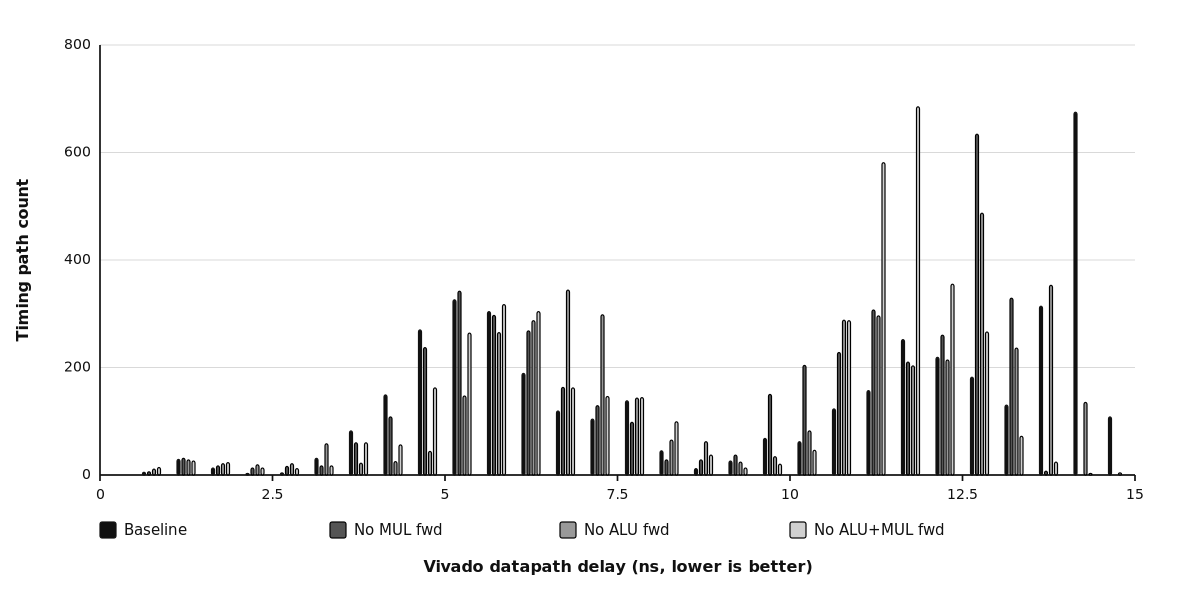 800
600
400
200
0
Timing path count
0 2.5 5 7.5 10 12.5 15
Baseline No MUL fwd No ALU fwd No ALU+MUL fwd
Vivado datapath delay (ns, lower is better)